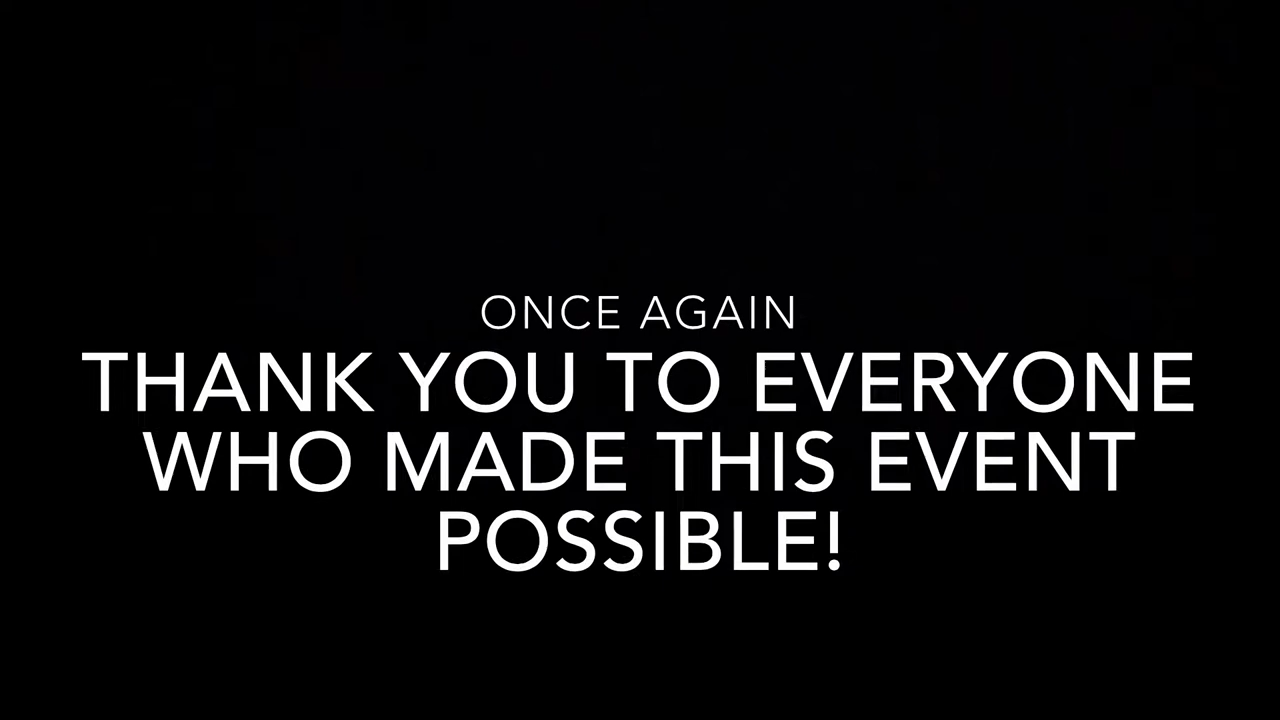 ONCE AGAIN
THANK YOU TO EVERYONE
WHO MADE THIS EVENT
POSSIBLE!